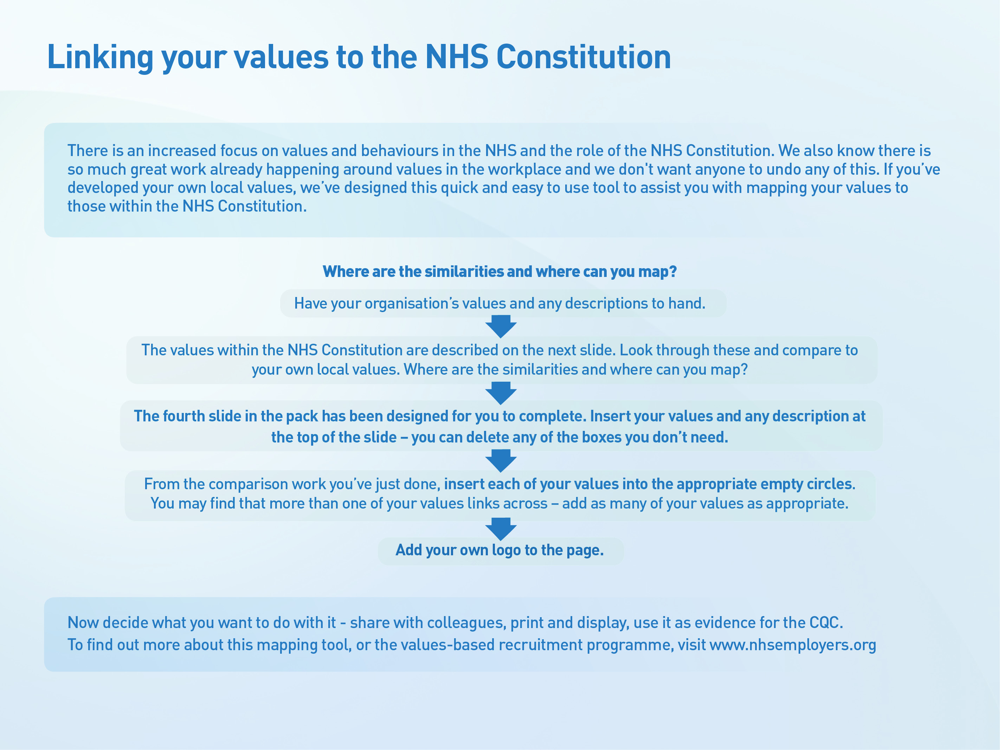 Linking your values to the NHS Constitution
There is an increased focus on values and behaviours in the NHS and the role of the NHS Constitution. We also know there is
so much great work already happening around values in the workplace and we don't want anyone to undo any of this. If you’ve
developed your own local values, we’ve designed this quick and easy to use tool to assist you with mapping your values to
those within the NHS Constitution.
Where are the similarities and where can you map?
Have your organisation’s values and any descriptions to hand.
The values within the NHS Constitution are described on the next slide. Look through these and compare to
your own local values. Where are the similarities and where can you map?
The fourth slide in the pack has been designed for you to complete. Insert your values and any description at
the top of the slide – you can delete any of the boxes you don’t need.
From the comparison work you’ve just done, insert each of your values into the appropriate empty circles.
You may find that more than one of your values links across – add as many of your values as appropriate.
Add your own logo to the page.
Now decide what you want to do with it - share with colleagues, print and display, use it as evidence for the CQC.
To find out more about this mapping tool, or the values-based recruitment programme, visit www.nhsemployers.org